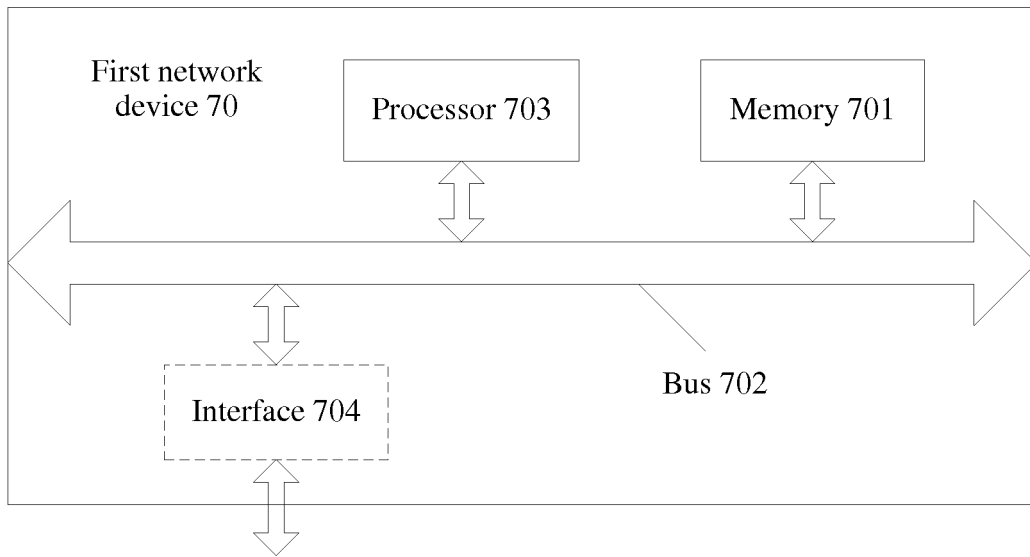 First network
device 70
Processor 703
Memory 701
Bus 702
Interface 704